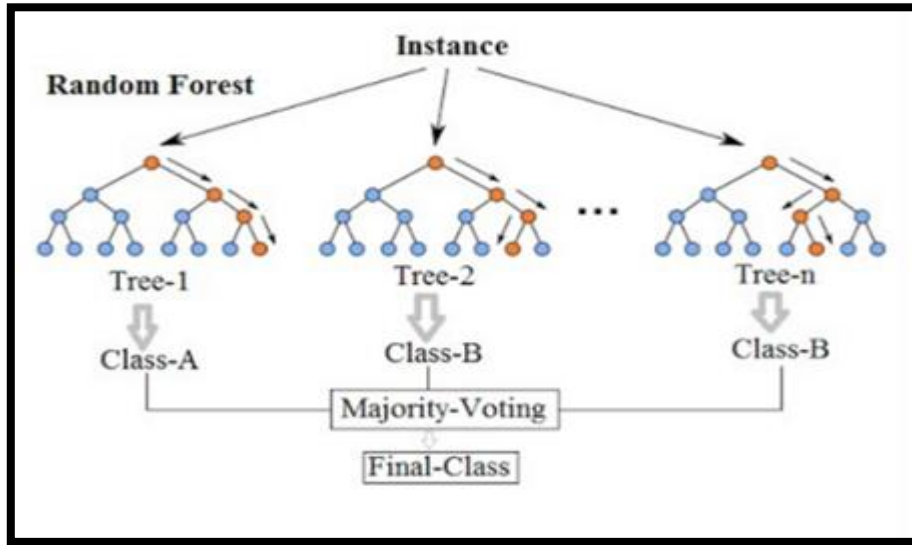 Instance
Random Forest
...
Tree-1 Tree-2 Tree-n
Class-A Class-B Class-B
Majority-Voting
Final-Class